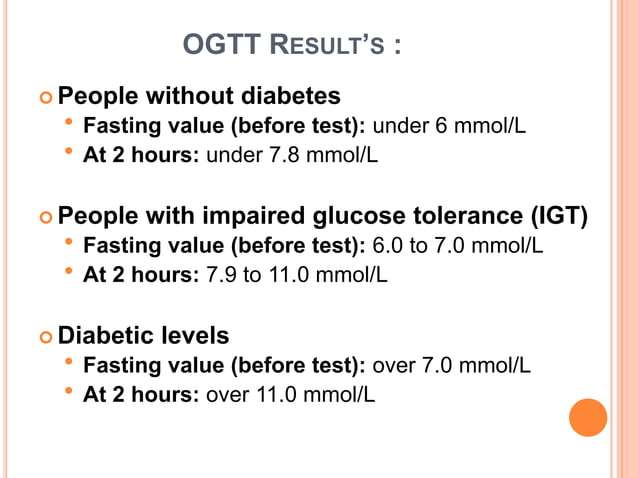 OGTT RESULT'S :
People without diabetes
Fasting value (before test): under 6 mmol/L
At 2 hours: under 7.8 mmol/L
People with impaired glucose tolerance (IGT)
Fasting value (before test): 6.0 to 7.0 mmol/L
At 2 hours: 7.9 to 11.0 mmol/L
Diabetic levels
Fasting value (before test): over 7.0 mmol/L
At 2 hours: over 11.0 mmol/L